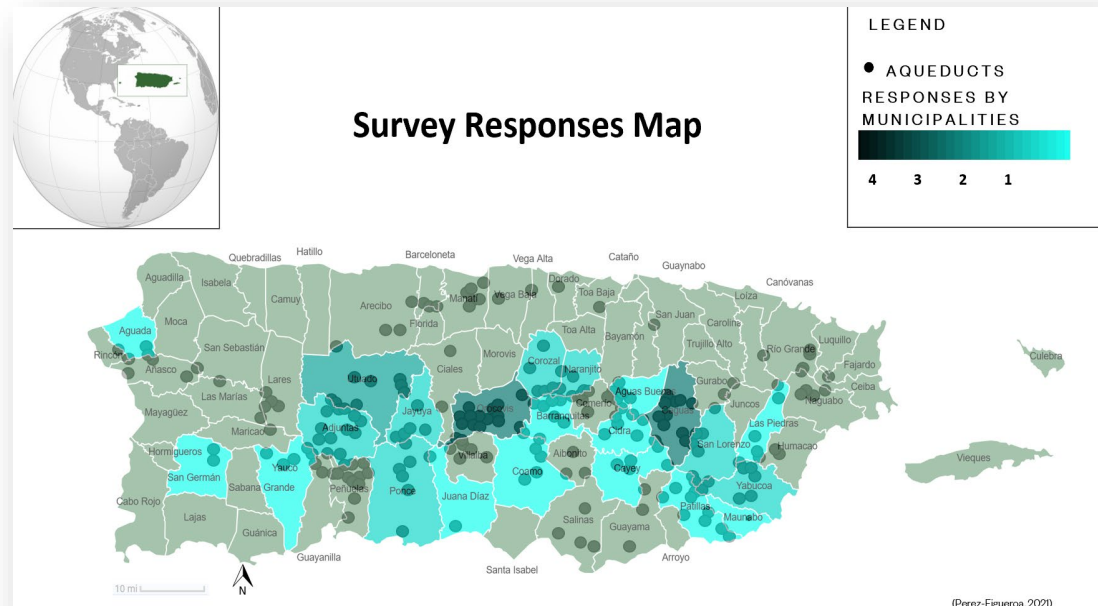 LEGEND
AQUEDUCTS
RESPONSES BY
MUNICIPALITIES
4 3 2 1
Survey Responses Map
Quebradillas
Hatillo
Barceloneta
Vega Alta
Cataño
Guaynabo
Canóvanas
Aguadilla
Isabela
Camuy
Arecibo
Manatí
Vega Baja
Dorado
Toa Baja
San Juan
Loiza
Carolina
Moca
Florida
Toa Alta
Bayamón
Trujillo Alto
Río Grande
Luquillo
Fajardo
Ceiba
Culebra
Aguada
Rincón
Añasco
San Sebastián
Lares
Utuado
Ciales
Morovis
Corozal
Naranjito
Aguas Buenas
Gurabo
Juncos
Naguabo
Las Marías
Mayagüez
Maricao
Adjuntas
Jayuya
Orocovis
Barranquitas
Comerío
Cidra
Caguas
San Lorenzo
Las Piedras
Humacao
Hormigueros
San Germán
Sabana Grande
Yauco
Peñuelas
Ponce
Villalba
Juana Díaz
Coamo
Aibonito
Cayey
Yabucoa
Vieques
Cabo Rojo
Lajas
Guánica
Guayanilla
Santa Isabel
Salinas
Guayama
Arroyo
Patillas
Maunabo
10 mi
N
(Perez-Figueroa, 2021)